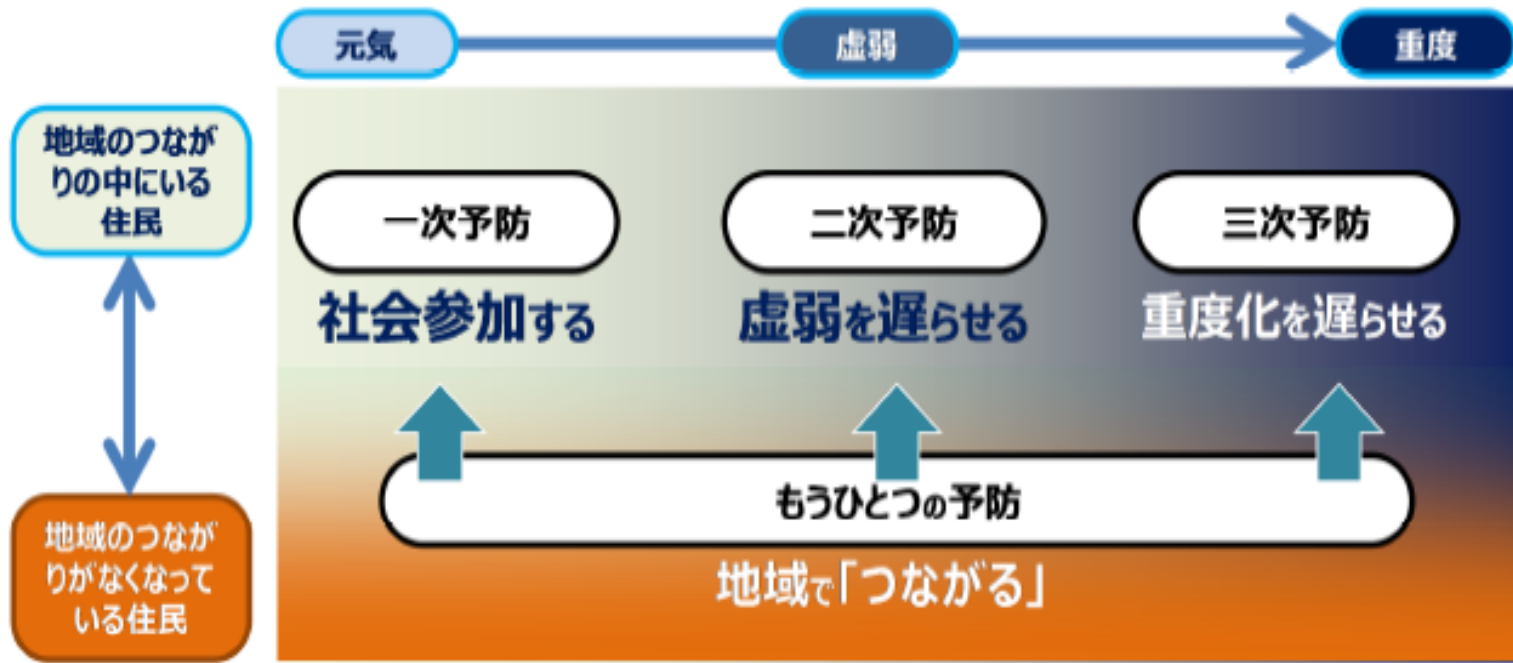 元気
虚弱
重度
地域のつなが
りの中にいる
住民
一次予防
二次予防
三次予防
社会参加する
虚弱を遅らせる
重度化を遅らせる
もうひとつの予防
地域のつなが
りがなくなって
いる住民
地域で「つながる」